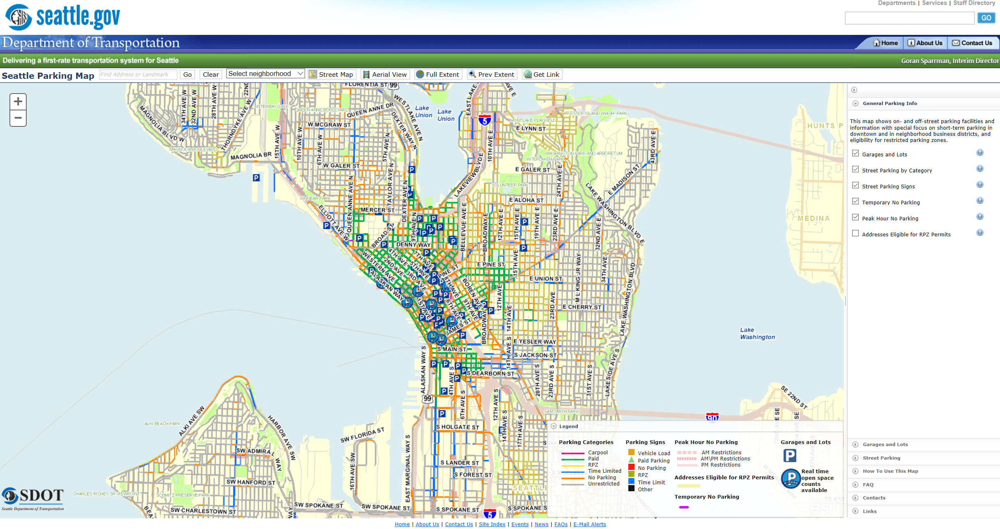 Departments | Services | Staff Directory
seattle.gov
GO
Department of Transportation
Home
About Us
Contact Us
Delivering a first-rate transportation system for Seattle
Goran Sparrman, Interim Director
Seattle Parking Map
Find Address or Landmark
Go
Clear
Select neighborhood
Street Map
Aerial View
Full Extent
Prev Extent
Get Link
+
−
34TH AVE W
32ND AVE W
28TH AVE W
22ND
FLORENTIA ST
99
WESTLAKE AVE N
EASTLAKE
AVE E
MAGNOLIA BLVD W
THORNDYKE AVE W
INTERBAY GOLF
QUEEN ANNE BOULEVARD
QUEEN ANNE DR
DEXTER WAY N
Lake
Union
Lake
Union
5
MONTLAKE PLAYFIELD
FOSTER ISLAND (WASH. PARK)
HUNTS P
W MCGRAW ST
E LYNN ST
MAGNOLIA BOULEVARD
MAGNOLIA BR
15TH AVE W
10TH AVE W
6TH AVE W
5TH AVE N
10TH AVE E
43RD AVE E
WASHINGTON PARK AND ARBORETUM
INTERLAKEN PARK
W GALER ST
E GALER ST
LAKEVIEW BLVD E
24TH AVE E
E MADISON ST
VOLUNTEER PARK
KINNEAR PARK
QUEEN ANNE AVE N
TAYLOR AVE N
DEXTER AVE N
E ALOHA ST
LAKE WASHINGTON BLVD E
MERCER ST
ELLIOTT AVE W
9TH AVE N
BELLEVUE AVE E
BROADWAY E
12TH AVE E
15TH AVE E
19TH AVE E
23RD AVE E
32ND AVE E
MEDINA
BROAD ST
DENNY WAY
WESTERN AVE
ALASKAN WAY
2ND AVE
4TH AVE
3RD AVE
5TH AVE
7TH AVE
PINE ST
E PINE ST
15TH AVE
E UNION ST
M L KING JR WAY
34TH AVE
LAKE WASHINGTON BLVD
8TH AVE
BOREN AVE
9TH AVE
6TH AVE
1ST AVE
JAMES ST
BROADWAY
12TH AVE
14TH AVE
23RD AVE
E CHERRY ST
Lake
Washington
E YESLER WAY
S MAIN ST
S JACKSON ST
14TH AVE S
ALASKAN WAY S
S DEARBORN ST
4TH AVE S
6TH AVE S
12TH AVE S
20TH AVE S
23RD AVE S
31ST AVE S
LAKESIDE AVE S
99
SAM SMITH PARK
90
SE 22ND ST
ALKI BEACH PARK
ALKI AVE SW
HARBOR AVE SW
SW FLORIDA ST
S HOLGATE ST
14TH AVE S
17TH AVE S
SW ADMIRAL WAY
16TH AVE SW
EAST MARGINAL WAY S
S LANDER ST
S FOREST ST
SW HANFORD ST
CHARLES RICHEY SR VIEWPOINT
SCHMITZ PRESERVE PARK
SW CHARLESTOWN ST
SW SPOKANE ST
SW SPOKANE ST
S SPOKANE ST
5
S SPOKANE S
SEATTLE
SDOT
Seattle Department of Transportation
General Parking Info
This map shows on- and off-street parking facilities and
information with special focus on short-term parking in
downtown and in neighborhood business districts, and
eligibility for restricted parking zones.
Garages and Lots
Street Parking by Category
Street Parking Signs
Temporary No Parking
Peak Hour No Parking
Addresses Eligible for RPZ Permits
Legend
Parking Categories
Carpool
Paid
RPZ
Time Limited
No Parking
Unrestricted
Parking Signs
Vehicle Load
Paid Parking
No Parking
RPZ
Time Limit
Other
Peak Hour No Parking
AM Restrictions
AM\PM Restrictions
PM Restrictions
Addresses Eligible for RPZ Permits
Temporary No Parking
Garages and Lots
P
Real time
open space
counts
available
esri
Garages and Lots
Street Parking
How To Use This Map
FAQ
Contacts
Links
Home | About Us | Contact Us | Site Index | Events | News | FAQs | E-Mail Alerts